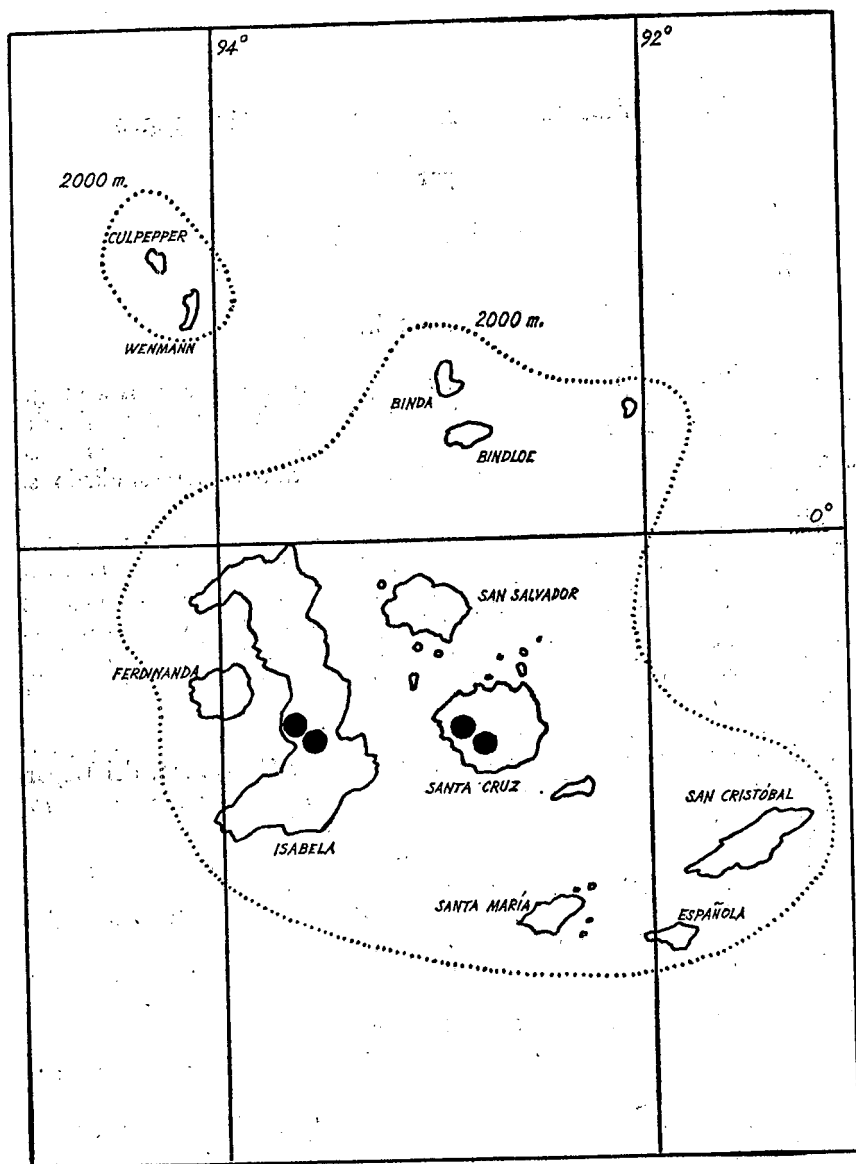 94°
92°
2000 m.
CULPEPPER
WENMANN
2000 m.
BINDA
BINDLOE
0°
SAN SALVADOR
FERDINANDA
SANTA CRUZ
SAN CRISTÓBAL
ISABELA
SANTA MARÍA
ESPAÑOLA